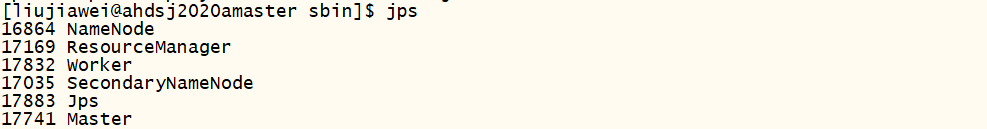 [liujiawei@ahdsj2020amaster sbin]$ jps
16864 NameNode
17169 ResourceManager
17832 Worker
17035 SecondaryNameNode
17883 Jps
17741 Master